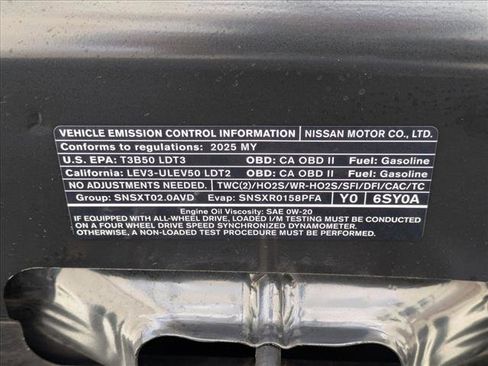 VEHICLE EMISSION CONTROL INFORMATION NISSAN MOTOR CO., LTD.
Conforms to regulations: 2025 MY
U.S. EPA: T3B50 LDT3 OBD: CA OBD II Fuel: Gasoline
California: LEV3-ULEV50 LDT2 OBD: CA OBD II Fuel: Gasoline
NO ADJUSTMENTS NEEDED. TWC(2)/HO2S/WR-HO2S/SFI/DFI/CAC/TC
Group: SNSXT02.0AVD Evap: SNSXR0158PFA Y0 6SY0A
Engine Oil Viscosity: SAE 0W-20
IF EQUIPPED WITH ALL-WHEEL DRIVE, LOADED I/M TESTING MUST BE CONDUCTED
ON A FOUR WHEEL DRIVE SPEED SYNCHRONIZED DYNAMOMETER.
OTHERWISE, A NON-LOADED TEST PROCEDURE MUST BE PERFORMED.